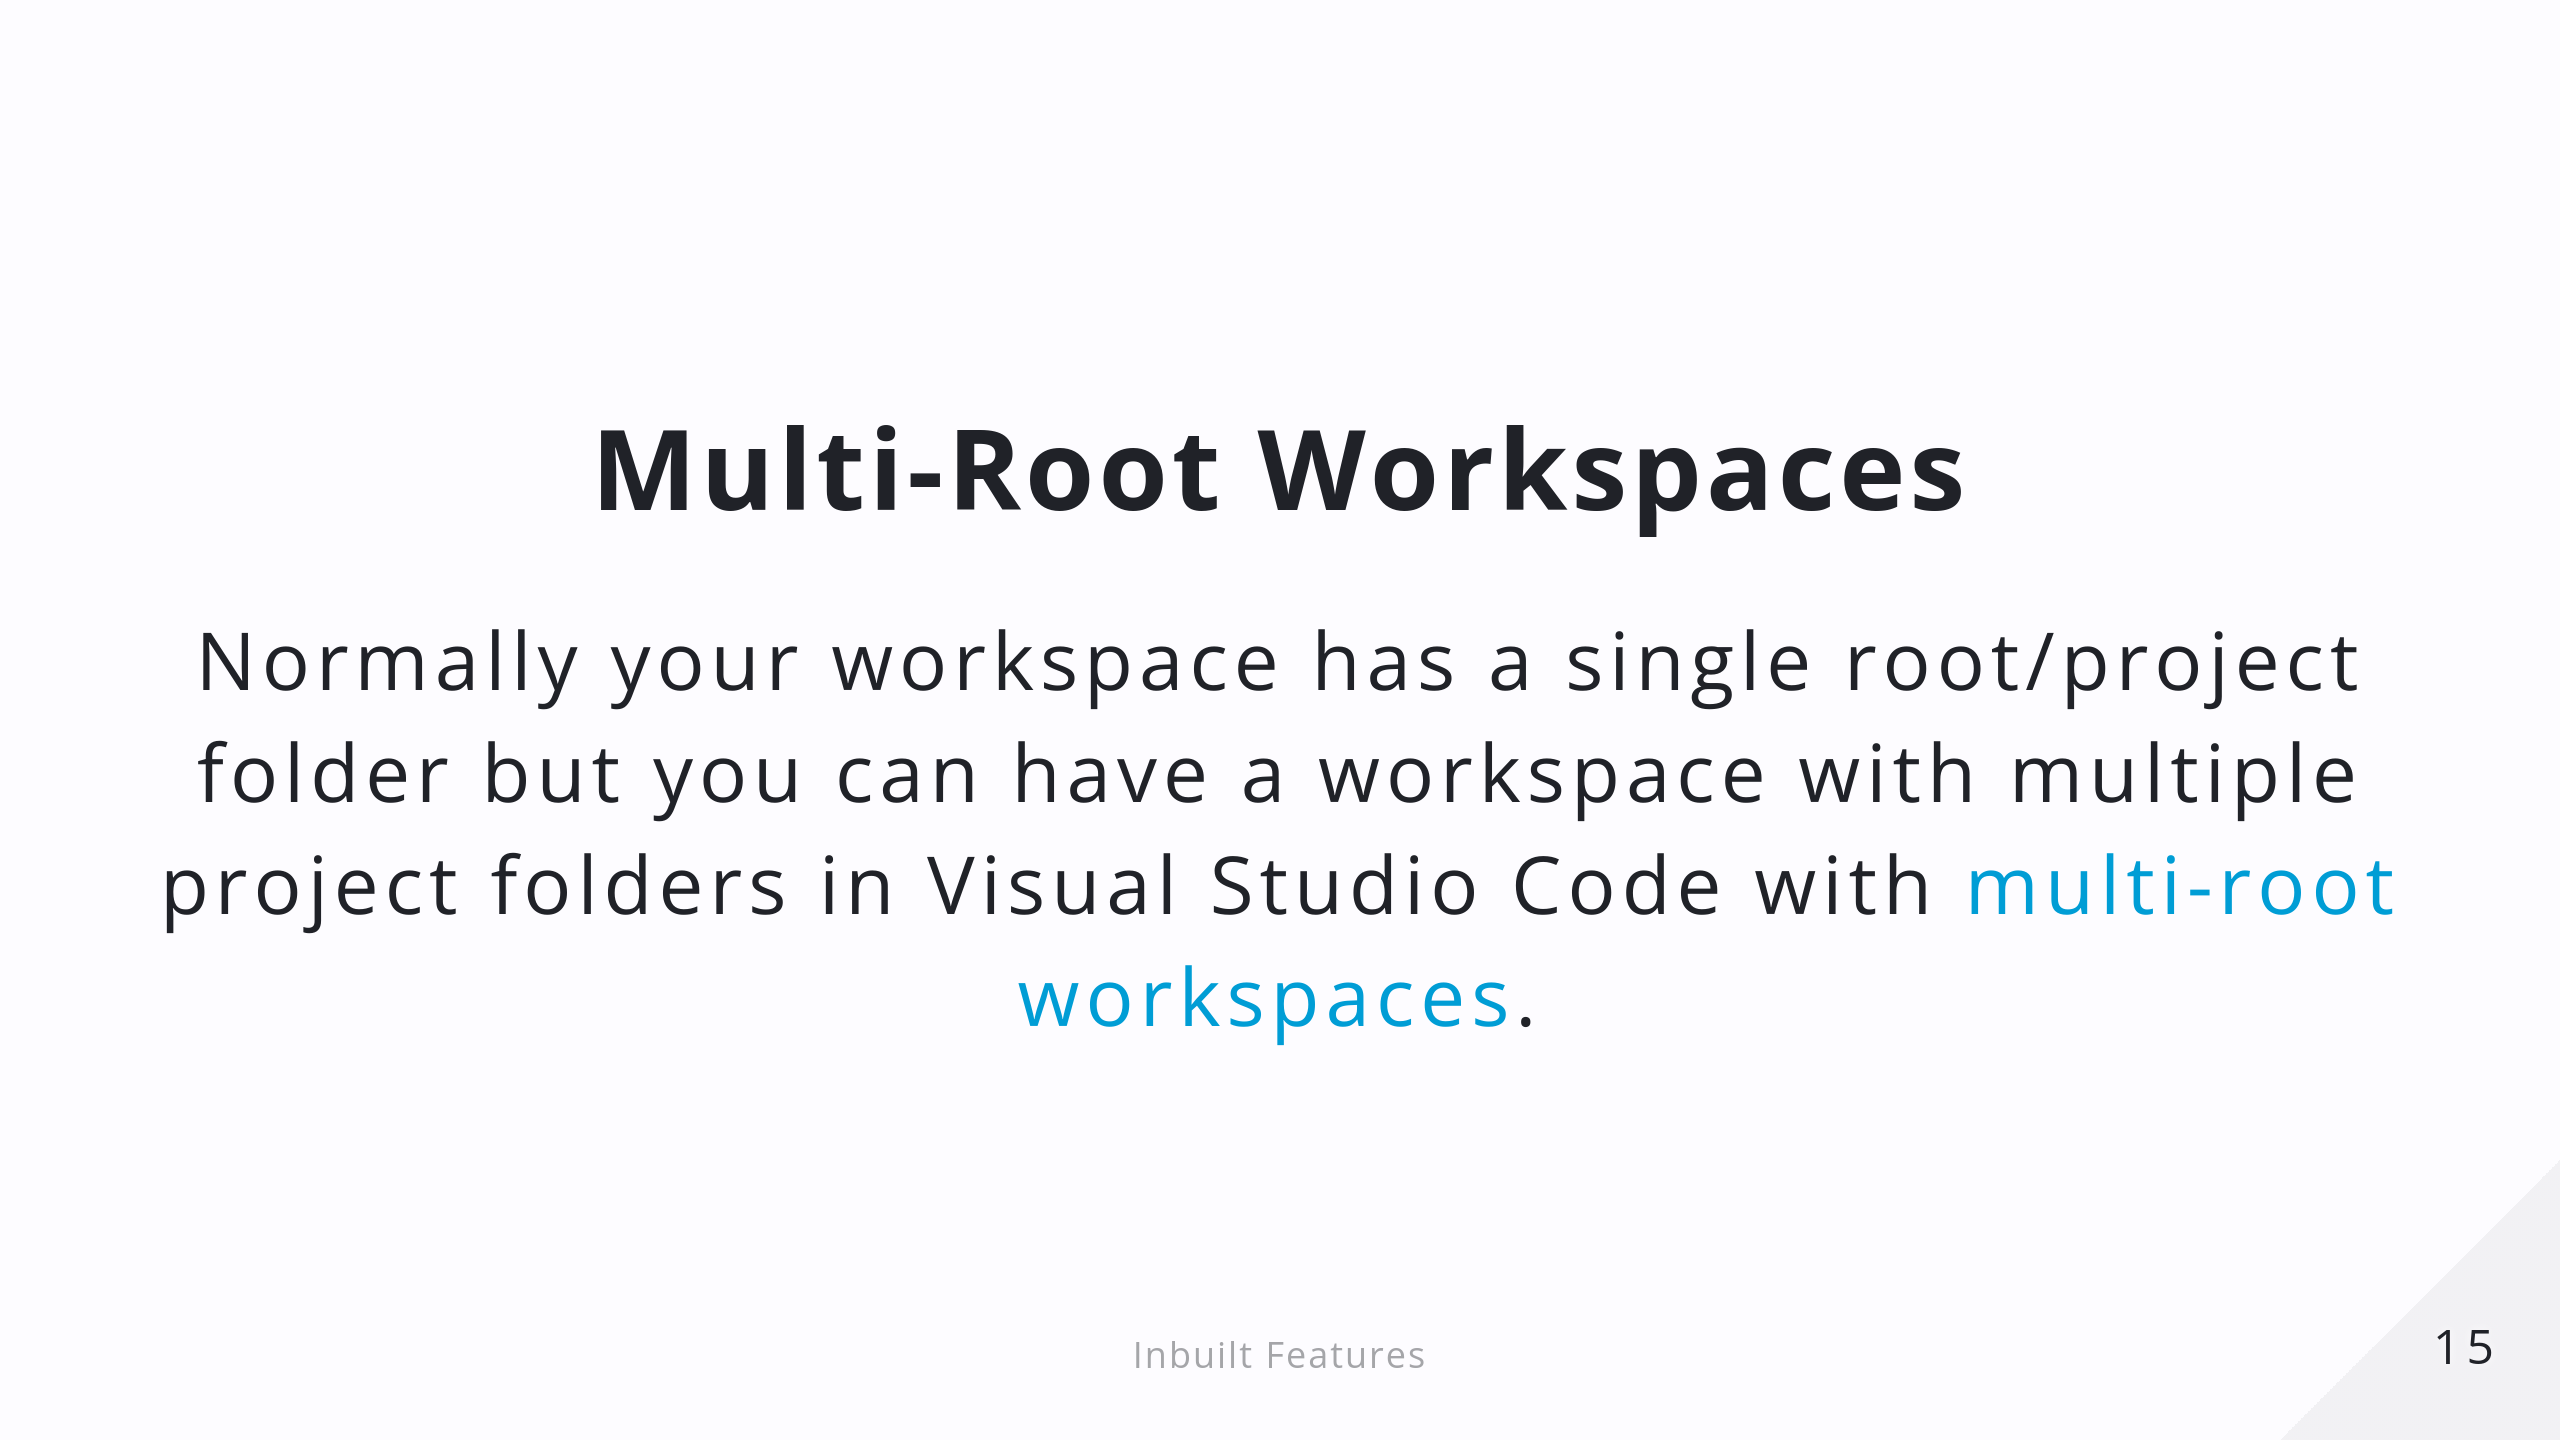 Multi-Root Workspaces
Normally your workspace has a single root/project
folder but you can have a workspace with multiple
project folders in Visual Studio Code with multi-root
workspaces.
Inbuilt Features
15